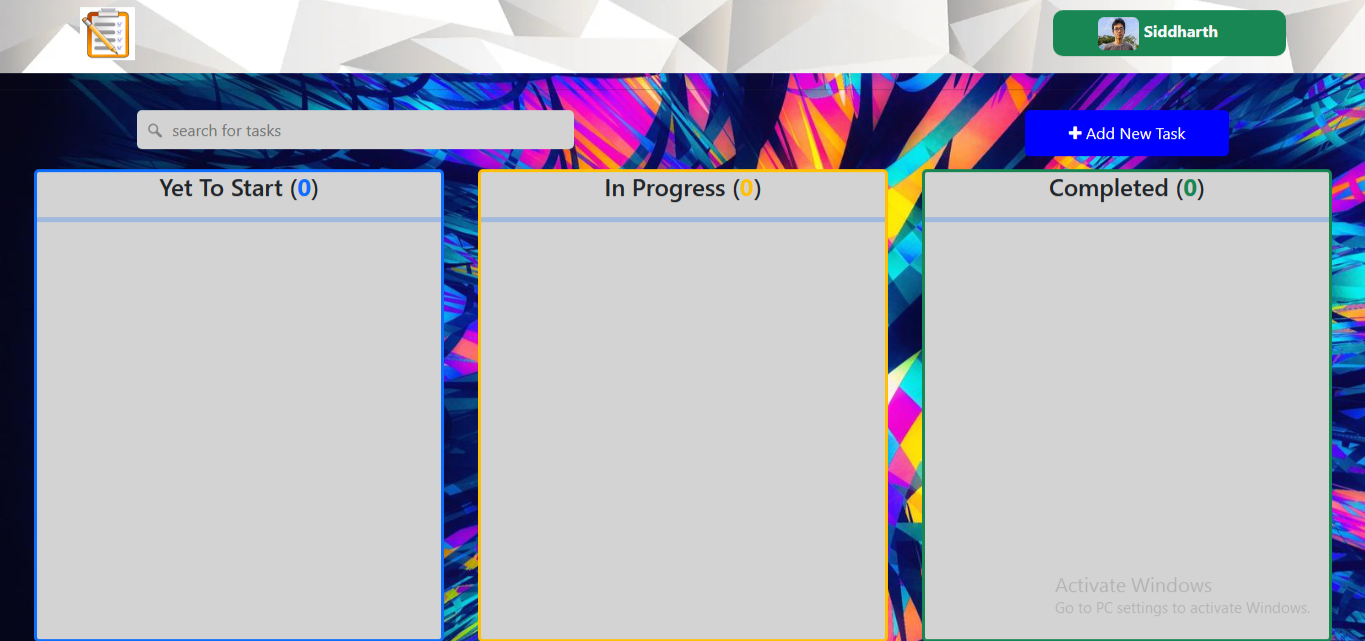 Siddharth
search for tasks
Add New Task
Yet To Start (0)
In Progress (0)
Completed (0)
Activate Windows
Go to PC settings to activate Windows.